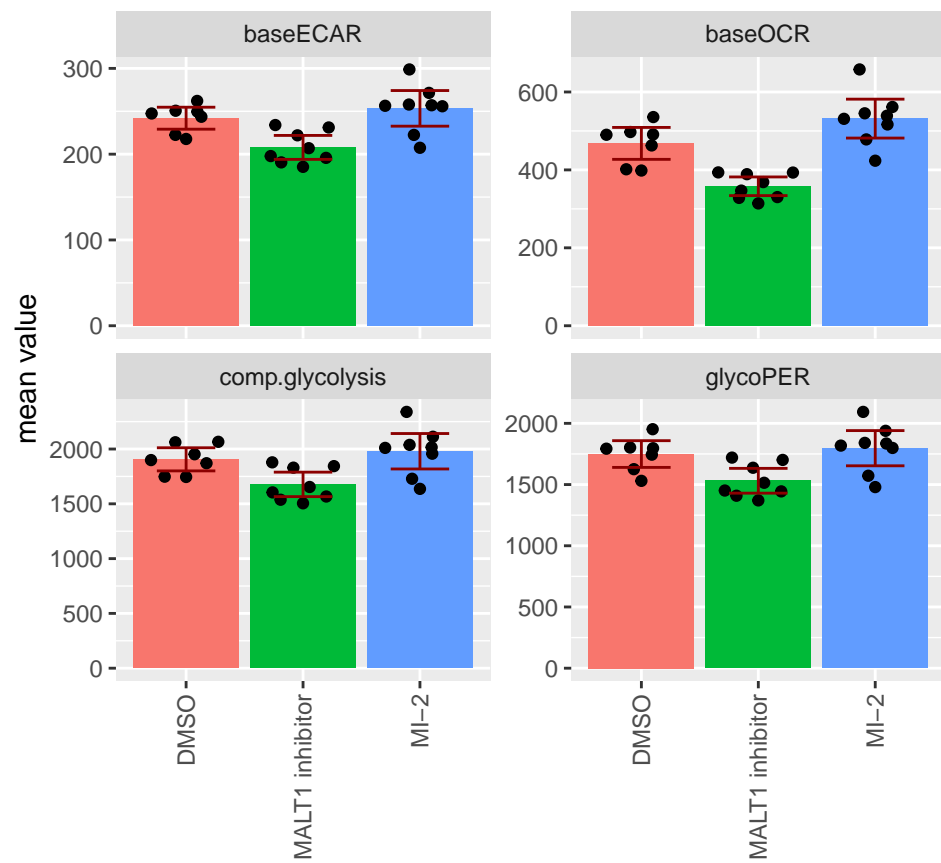 mean value
baseECAR
300
200
100
0
baseOCR
600
400
200
0
comp.glycolysis
2000
1500
1000
500
0
glycoPER
2000
1500
1000
500
0
DMSO
MALT1 inhibitor
MI−2
DMSO
MALT1 inhibitor
MI−2